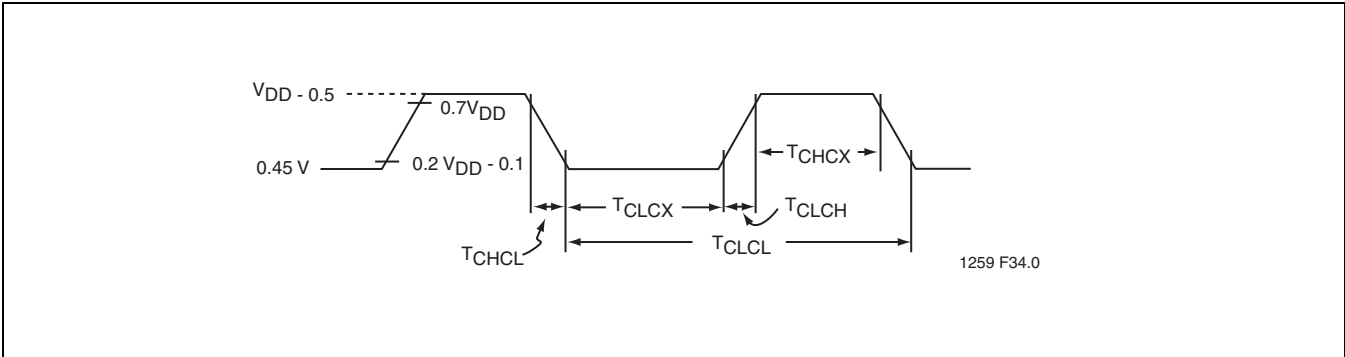 VDD - 0.5
0.7VDD
0.45 V
0.2 VDD - 0.1
TCHCX
TCLCX
TCLCH
TCHCL
TCLCL
1259 F34.0